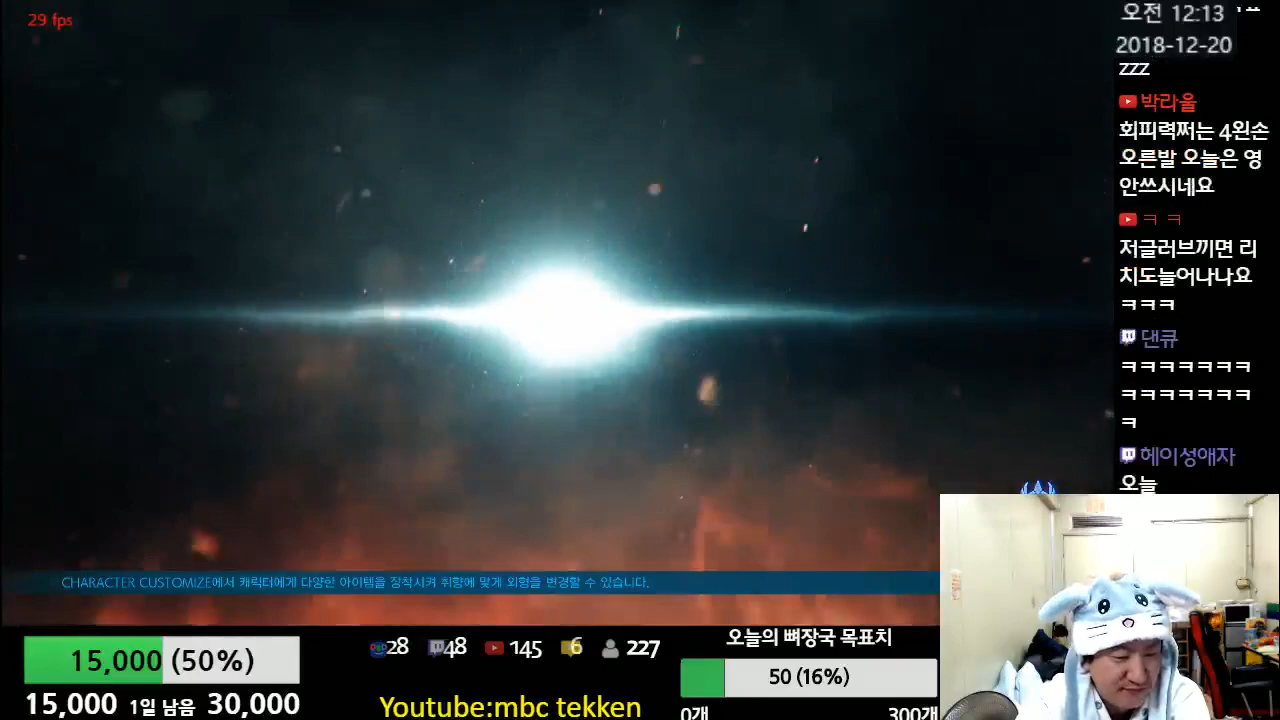 29 fps
오전 12:13
2018-12-20
zzz
박라울
회피력쩌는 4왼손
오른발 오늘은 영
안쓰시네요
ㅋ ㅋ
저글러브끼면 리
치도늘어나나요
ㅋㅋㅋ
댄큐
ㅋㅋㅋㅋㅋㅋㅋ
ㅋㅋㅋㅋㅋㅋㅋ
ㅋ
헤이성애자
오늘
CHARACTER CUSTOMIZE에서 캐릭터에게 다양한 아이템을 장착시켜 취향에 맞게 외형을 변경할 수 있습니다.
15,000 (50%)
15,000 1일 남음 30,000
28 48 145 6 227
Youtube:mbc tekken
오늘의 뼈장국 목표치
50 (16%)
0개 300개